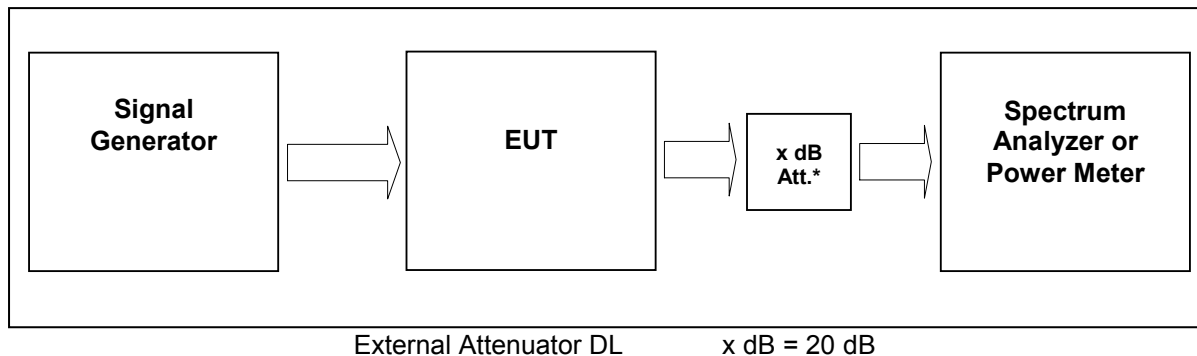 Signal
Generator
EUT
x dB
Att.*
Spectrum
Analyzer or
Power Meter
External Attenuator DL x dB = 20 dB